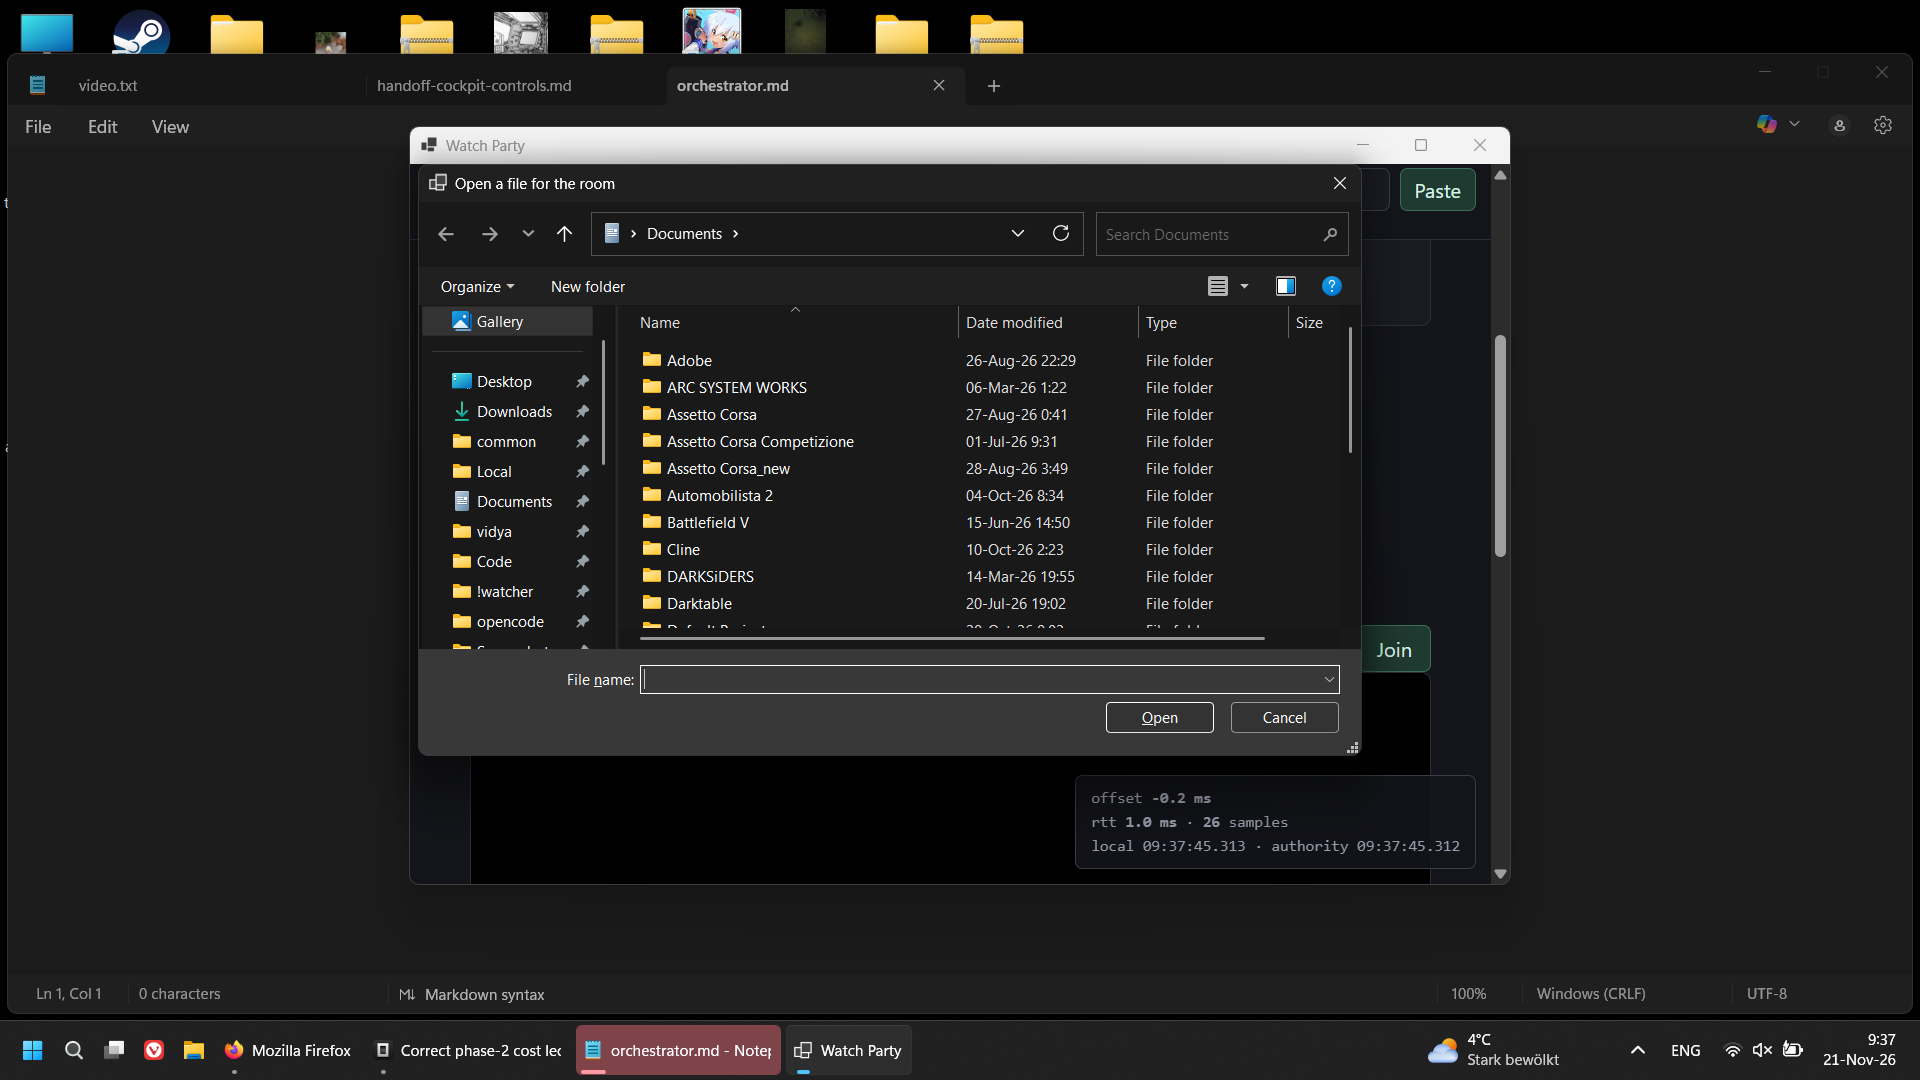 video.txt
handoff-cockpit-controls.md
orchestrator.md
File
Edit
View
Watch Party
Paste
Open a file for the room
Documents
Search Documents
Organize
New folder
Gallery
Desktop
Downloads
common
Local
Documents
vidya
Code
!watcher
opencode
Name Date modified Type Size
Adobe 26-Aug-26 22:29 File folder
ARC SYSTEM WORKS 06-Mar-26 1:22 File folder
Assetto Corsa 27-Aug-26 0:41 File folder
Assetto Corsa Competizione 01-Jul-26 9:31 File folder
Assetto Corsa_new 28-Aug-26 3:49 File folder
Automobilista 2 04-Oct-26 8:34 File folder
Battlefield V 15-Jun-26 14:50 File folder
Cline 10-Oct-26 2:23 File folder
DARKSiDERS 14-Mar-26 19:55 File folder
Darktable 20-Jul-26 19:02 File folder
File name:
Open
Cancel
Join
offset -0.2 ms
rtt 1.0 ms · 26 samples
local 09:37:45.313 · authority 09:37:45.312
Ln 1, Col 1
0 characters
M↓ Markdown syntax
100%
Windows (CRLF)
UTF-8
Mozilla Firefox
Correct phase-2 cost lec
orchestrator.md - Notep
Watch Party
4°C
Stark bewölkt
ENG
9:37
21-Nov-26